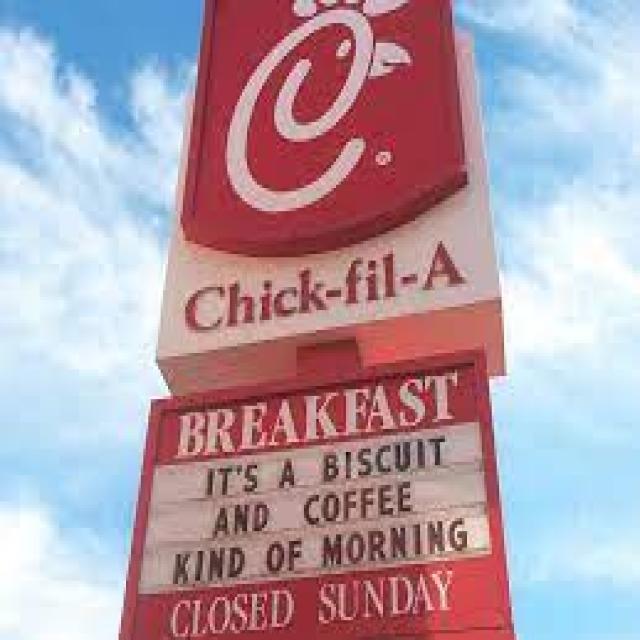 Chick-fil-A
BREAKFAST
IT'S A BISCUIT
AND COFFEE
KIND OF MORNING
CLOSED SUNDAY